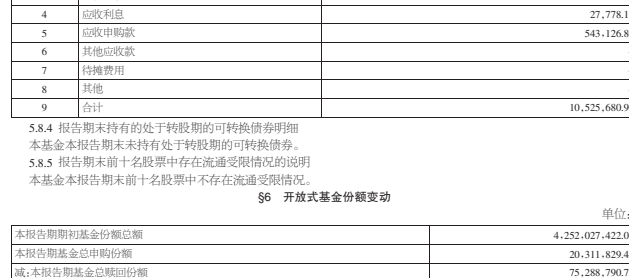 4 应收利息 27,778.1
5 应收申购款 543,126.8
6 其他应收款
7 待摊费用
8 其他
9 合计 10,525,680.9
5.8.4 报告期末持有的处于转股期的可转换债券明细
本基金本报告期末未持有处于转股期的可转换债券。
5.8.5 报告期末前十名股票中存在流通受限情况的说明
本基金本报告期末前十名股票中不存在流通受限情况。
§6 开放式基金份额变动
单位:
本报告期期初基金份额总额 4,252,027,422.0
本报告期基金总申购份额 20,311,829.4
减:本报告期基金总赎回份额 75,288,790.7